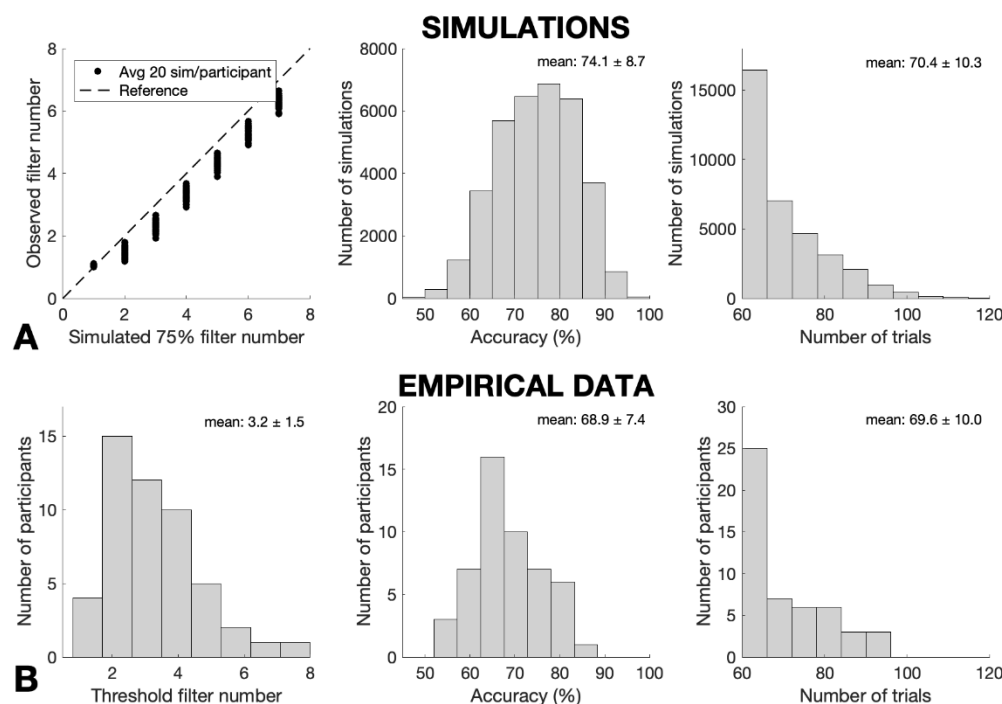 SIMULATIONS
8
6
4
2
0
0
2
4
6
8
Observed filter number
Simulated 75% filter number
Avg 20 sim/participant
Reference
A
8000
6000
4000
2000
0
50
60
70
80
90
100
Number of simulations
Accuracy (%)
mean: 74.1 ± 8.7
15000
10000
5000
0
60
80
100
120
Number of simulations
Number of trials
mean: 70.4 ± 10.3
EMPIRICAL DATA
15
10
5
0
2
4
6
8
Number of participants
Threshold filter number
mean: 3.2 ± 1.5
B
20
15
10
5
0
50
60
70
80
90
100
Number of participants
Accuracy (%)
mean: 68.9 ± 7.4
30
25
20
15
10
5
0
60
80
100
120
Number of participants
Number of trials
mean: 69.6 ± 10.0